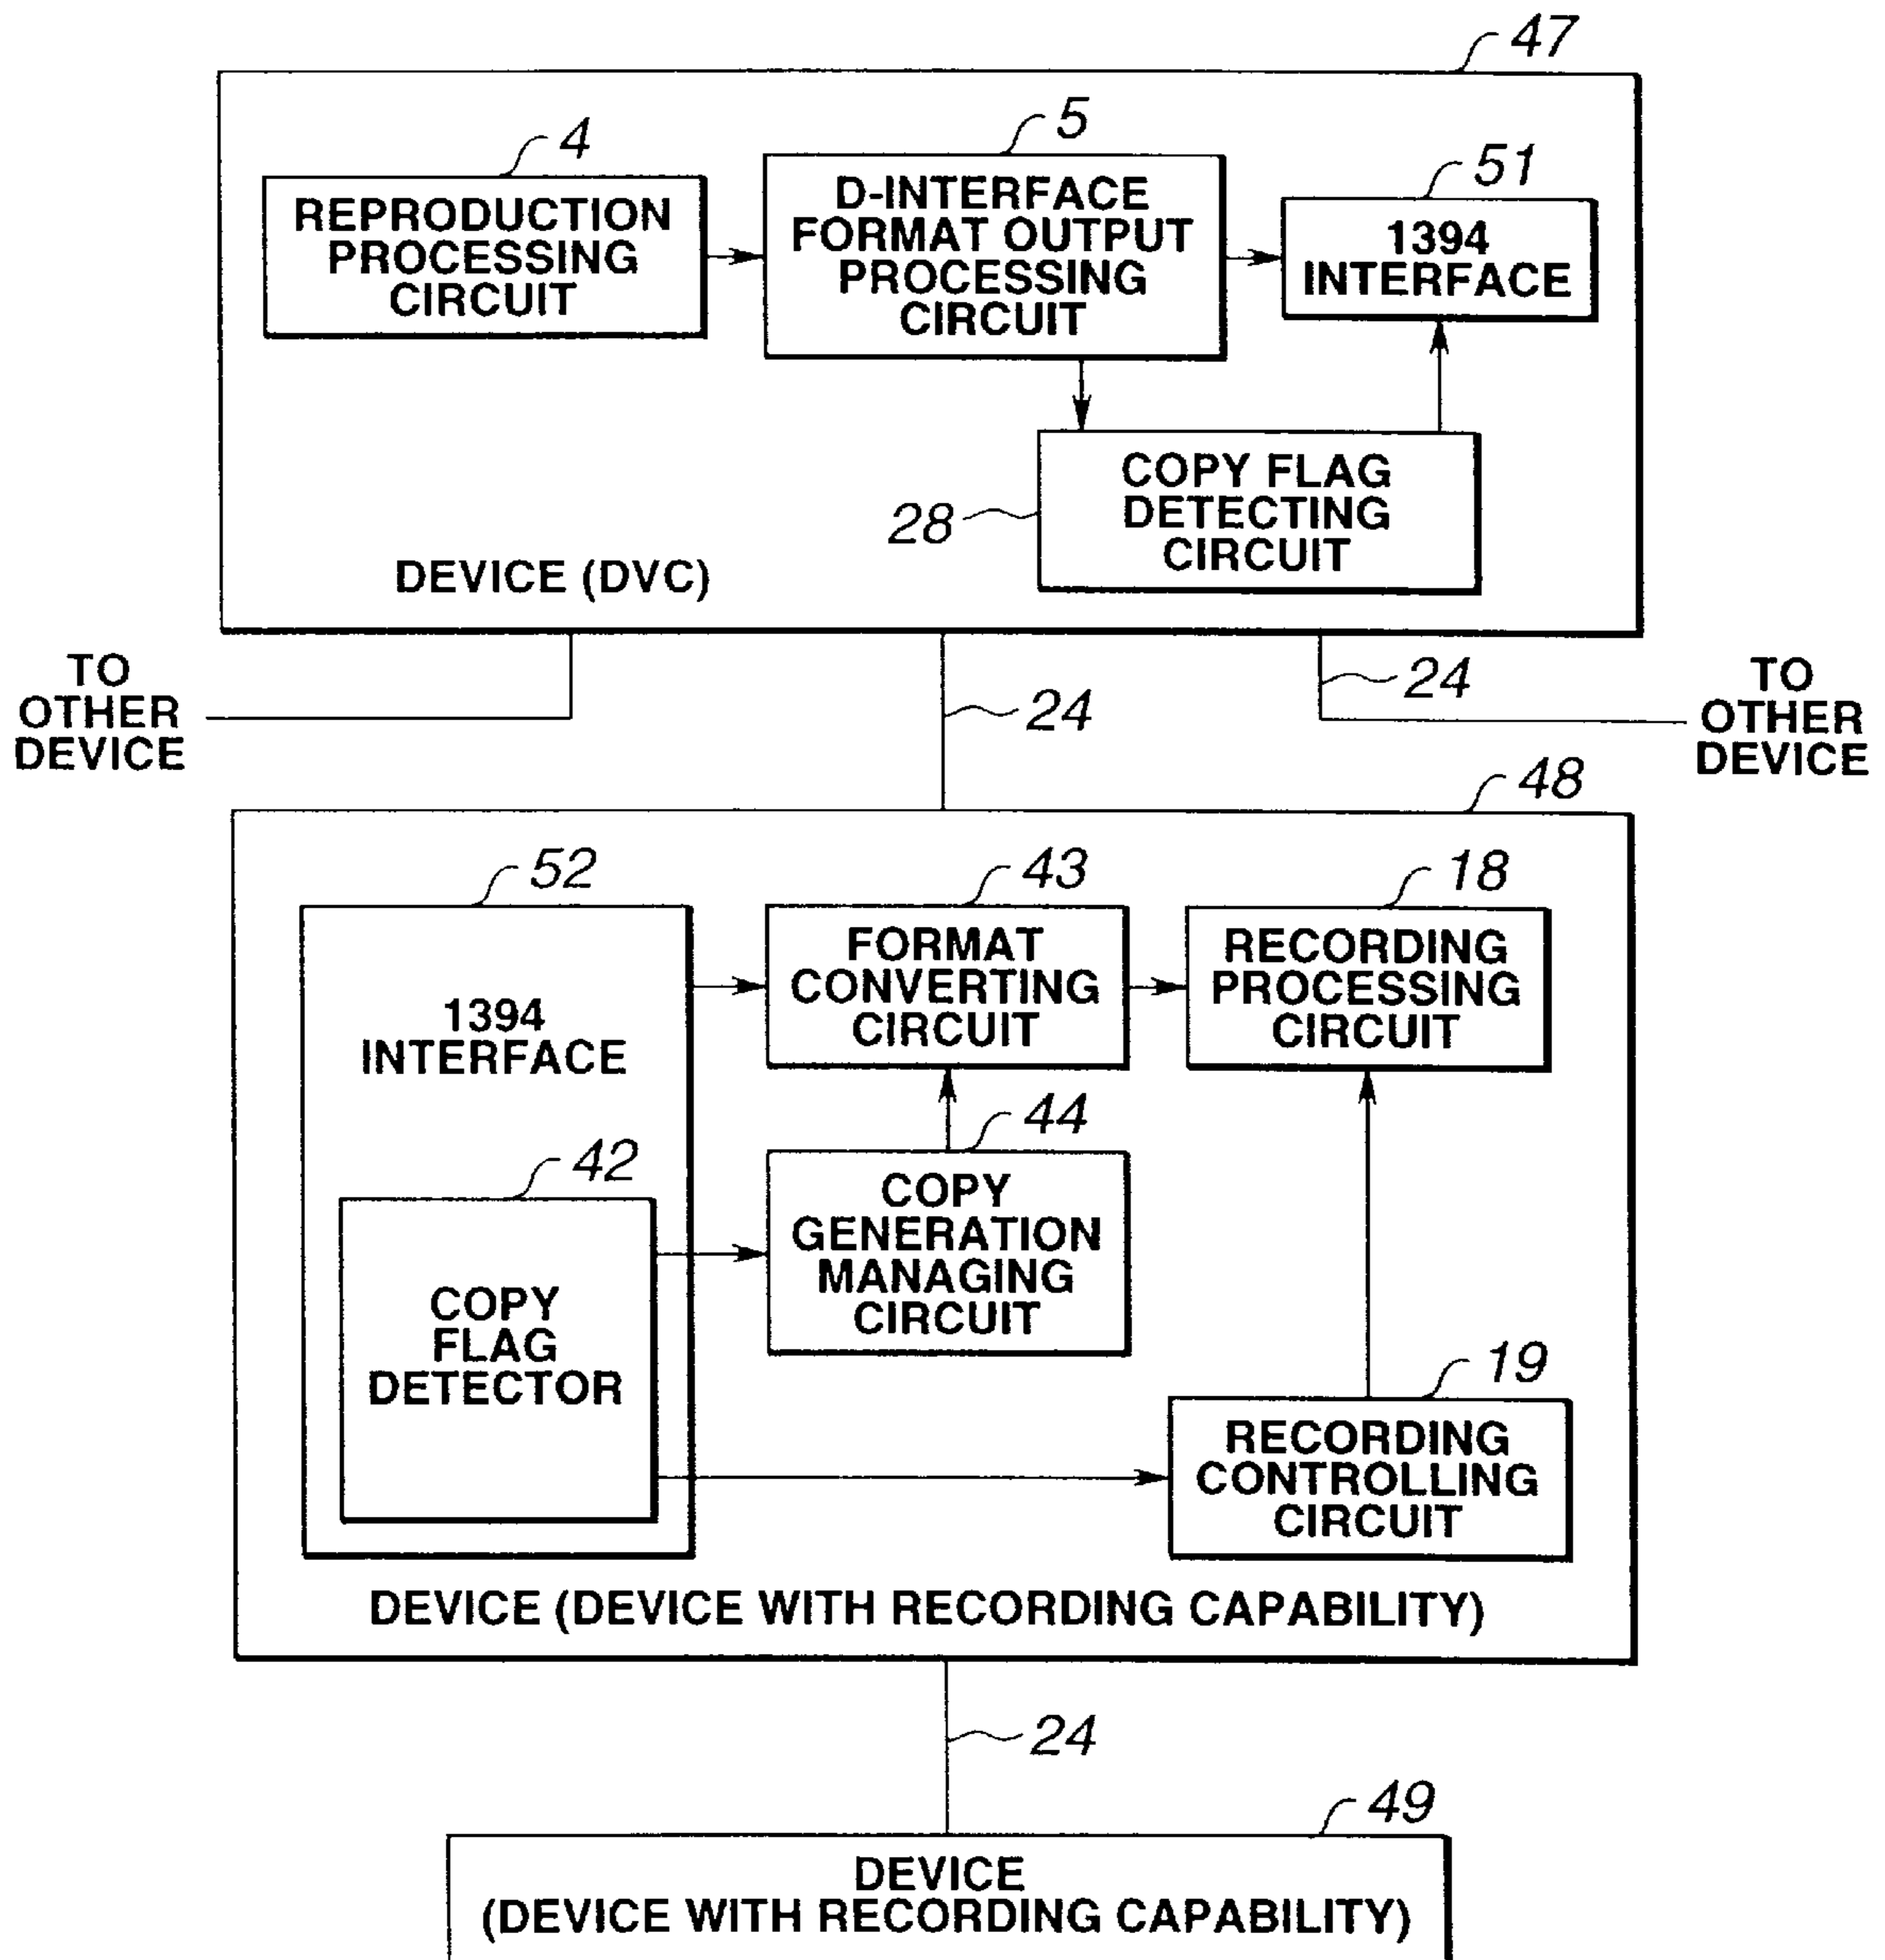 47
4
5
51
REPRODUCTION
PROCESSING
CIRCUIT
D-INTERFACE
FORMAT OUTPUT
PROCESSING
CIRCUIT
1394
INTERFACE
28
COPY FLAG
DETECTING
CIRCUIT
DEVICE (DVC)
TO
OTHER
DEVICE
24
24
TO
OTHER
DEVICE
48
52
43
18
1394
INTERFACE
FORMAT
CONVERTING
CIRCUIT
RECORDING
PROCESSING
CIRCUIT
44
42
COPY
GENERATION
MANAGING
CIRCUIT
COPY
FLAG
DETECTOR
19
RECORDING
CONTROLLING
CIRCUIT
DEVICE (DEVICE WITH RECORDING CAPABILITY)
24
49
DEVICE
(DEVICE WITH RECORDING CAPABILITY)